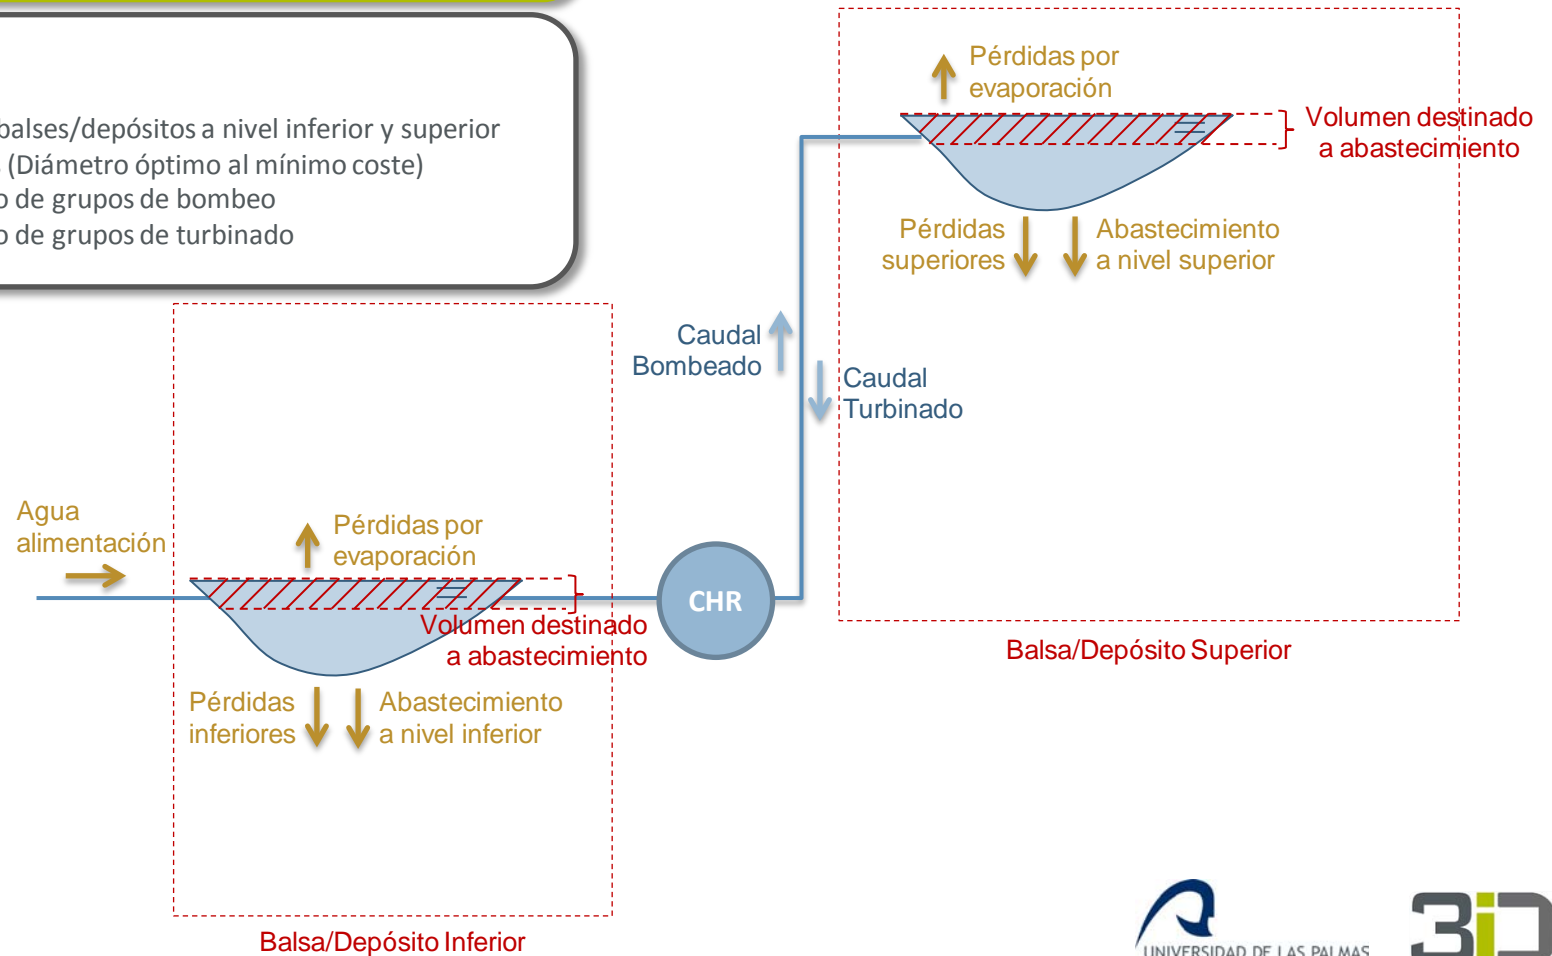 balses/depósitos a nivel inferior y superior
(Diámetro óptimo al mínimo coste)
de grupos de bombeo
de grupos de turbinado
Pérdidas por
evaporación
Volumen destinado
a abastecimiento
Pérdidas
superiores
Abastecimiento
a nivel superior
Caudal
Bombeado
Caudal
Turbinado
Balsa/Depósito Superior
Agua
alimentación
Pérdidas por
evaporación
CHR
Volumen destinado
a abastecimiento
Pérdidas
inferiores
Abastecimiento
a nivel inferior
Balsa/Depósito Inferior
UNIVERSIDAD DE LAS PALMAS
3iD